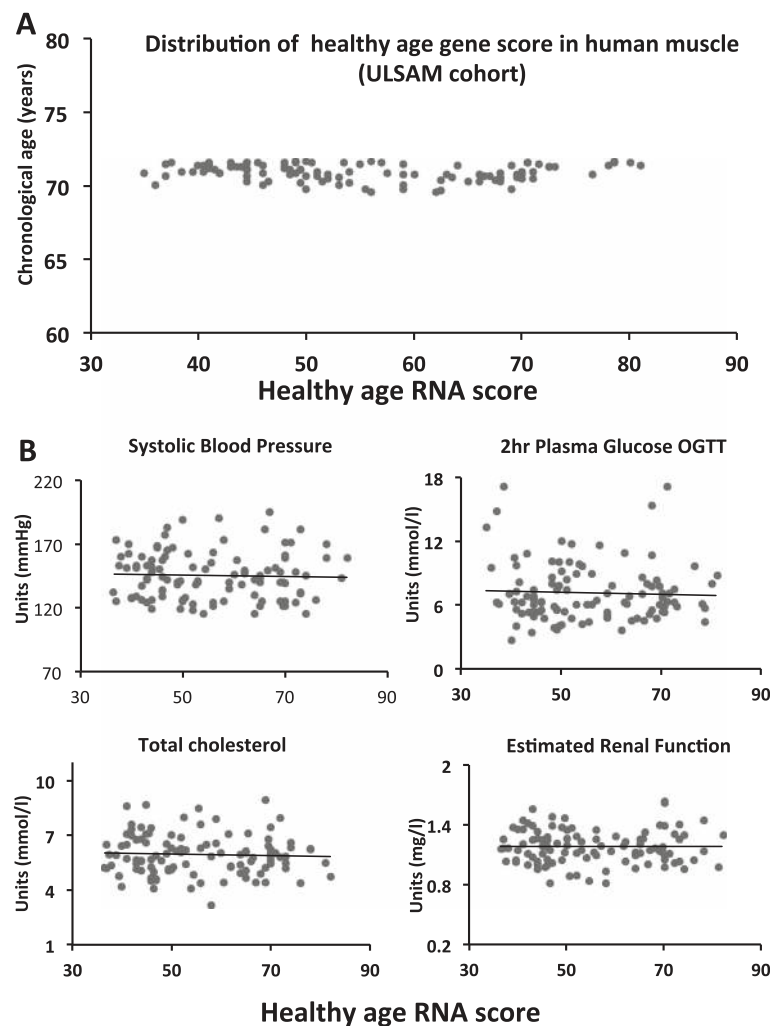 A
Distribution of healthy age gene score in human muscle
(ULSAM cohort)
Chronological age (years)
80
75
70
65
60
30 40 50 60 70 80 90
Healthy age RNA score
B
Systolic Blood Pressure
Units (mmHg)
220
170
120
70
30 50 70 90
2hr Plasma Glucose OGTT
Units (mmol/l)
18
12
6
0
30 50 70 90
Total cholesterol
Units (mmol/l)
10
7
4
1
30 50 70 90
Estimated Renal Function
Units (mg/l)
2
1.4
0.8
0.2
30 50 70 90
Healthy age RNA score